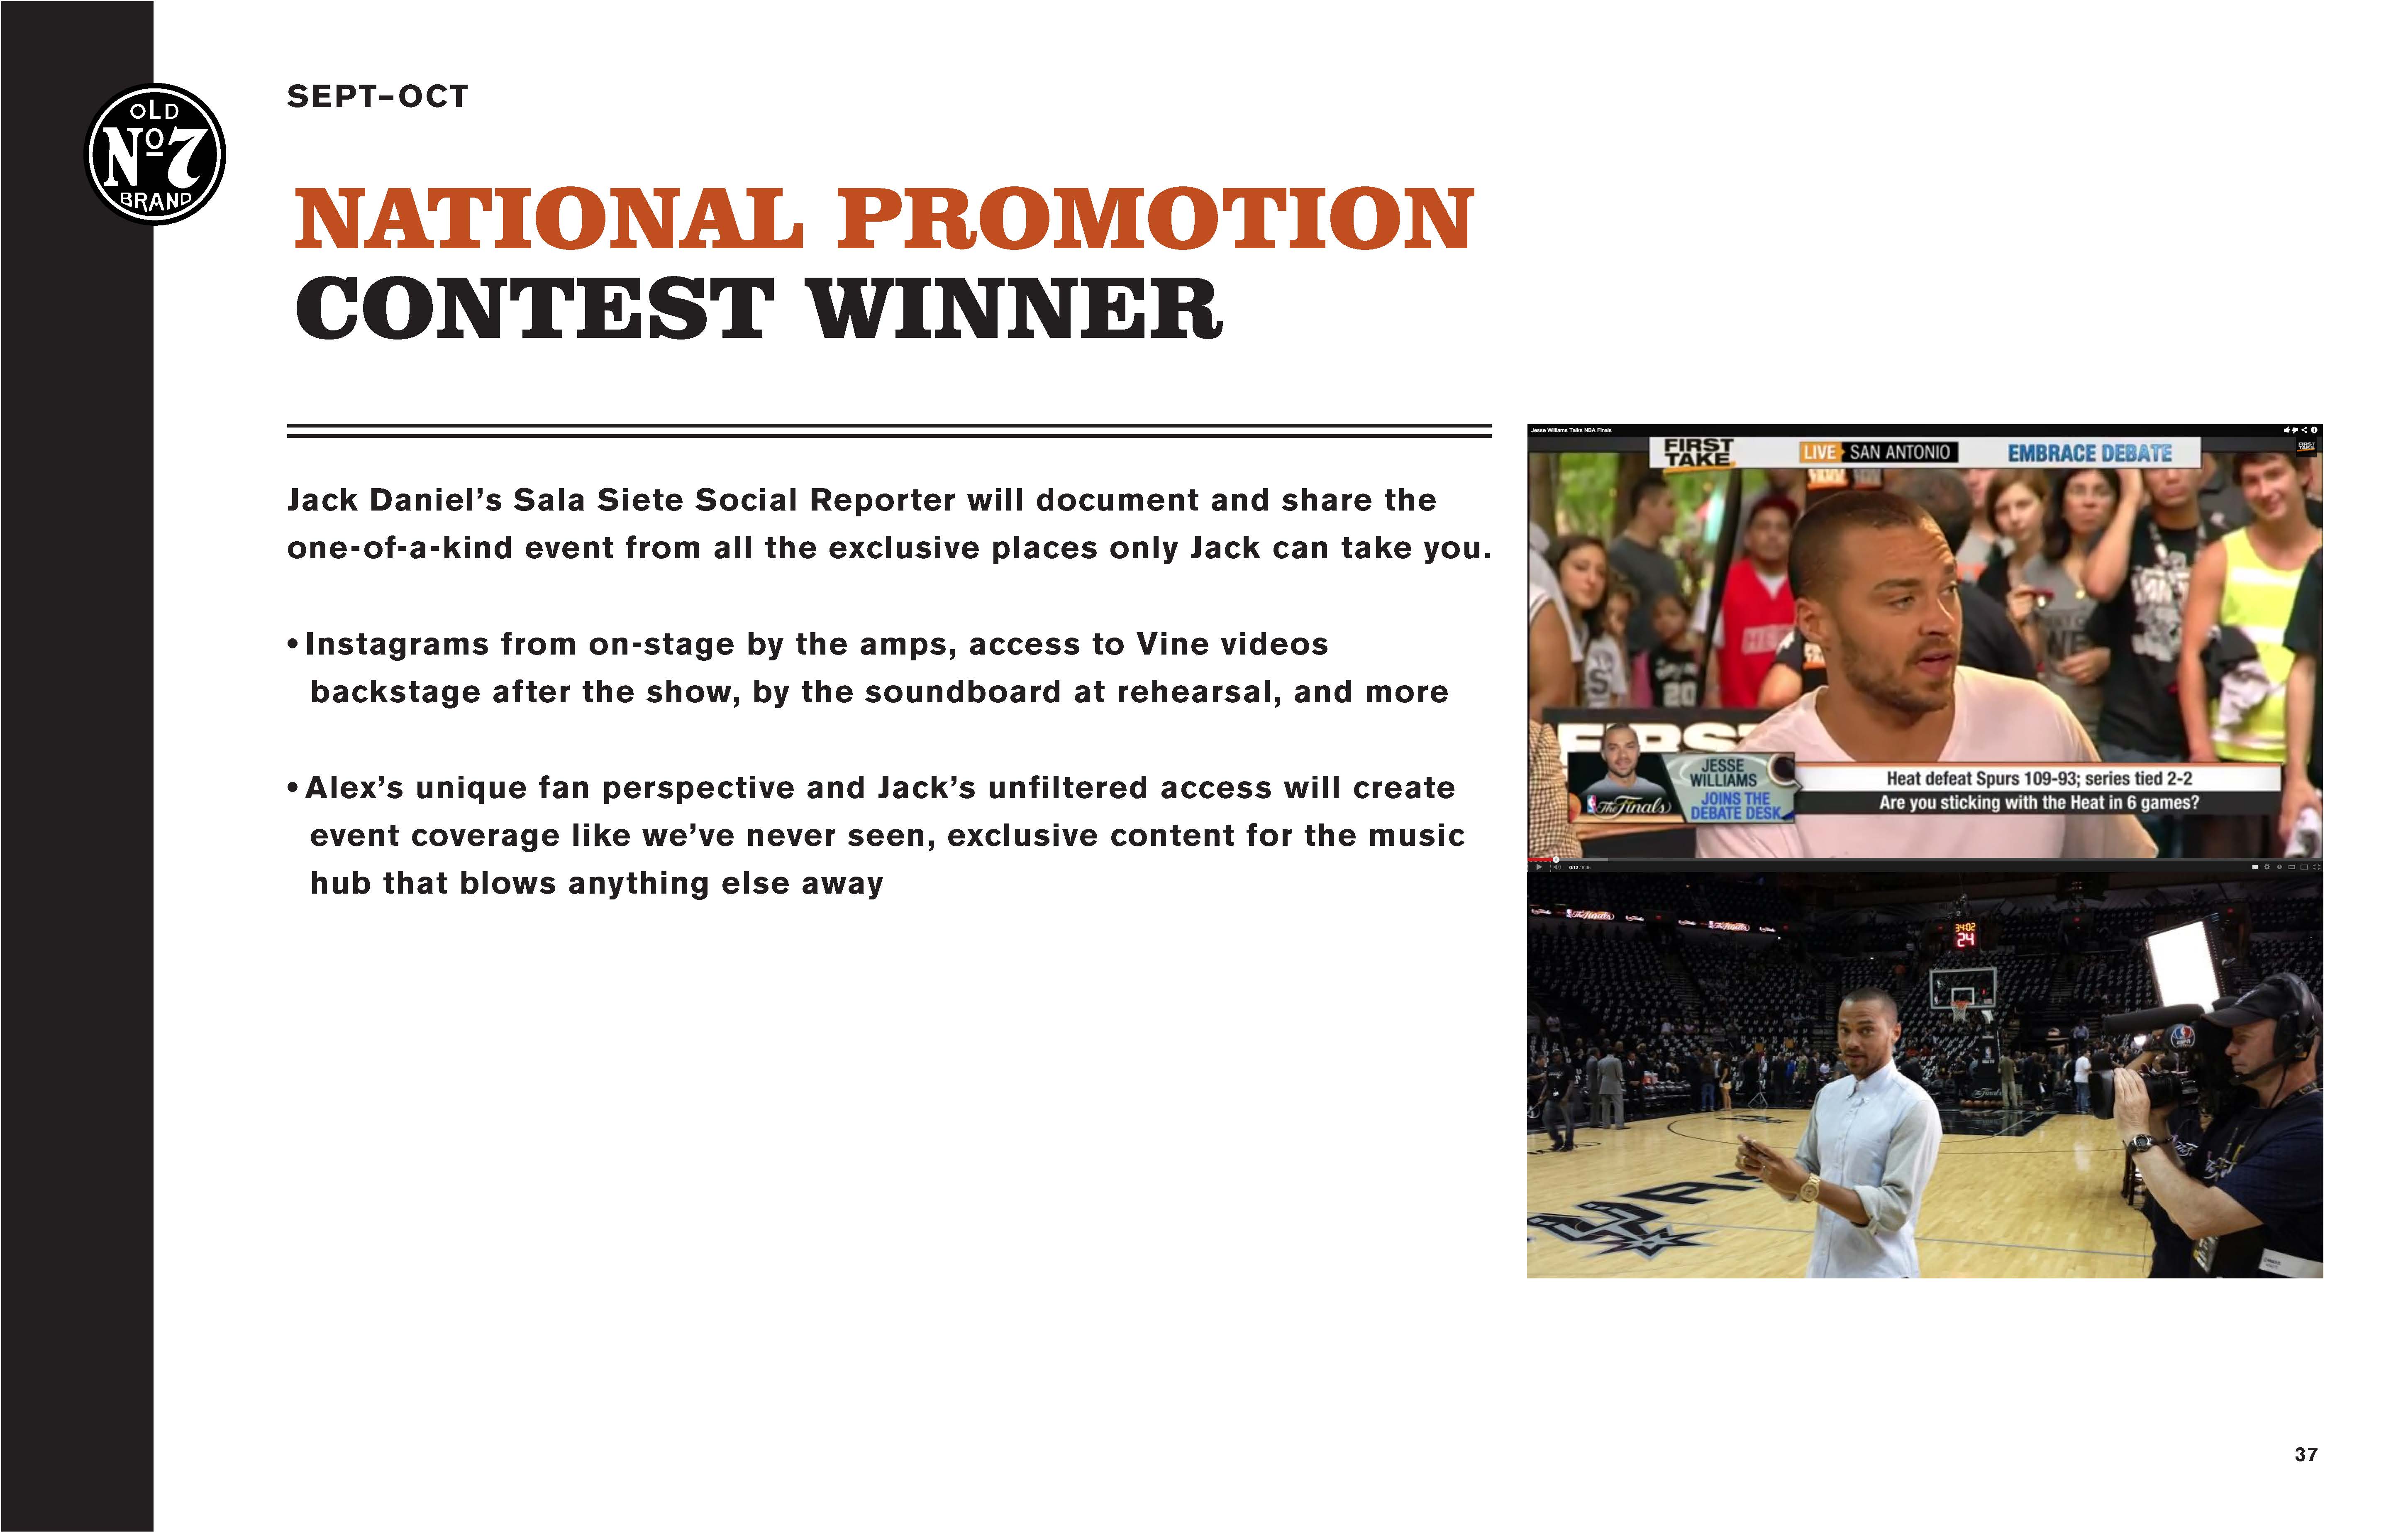 SEPT–OCT
OLD
Nº7
BRAND
NATIONAL PROMOTION
CONTEST WINNER
Jack Daniel’s Sala Siete Social Reporter will document and share the
one-of-a-kind event from all the exclusive places only Jack can take you.
•Instagrams from on-stage by the amps, access to Vine videos
backstage after the show, by the soundboard at rehearsal, and more
•Alex’s unique fan perspective and Jack’s unfiltered access will create
event coverage like we’ve never seen, exclusive content for the music
hub that blows anything else away
Jesse Williams Talks NBA Finals
FIRST
TAKE
LIVE SAN ANTONIO
EMBRACE DEBATE
20
JESSE
WILLIAMS
JOINS THE
DEBATE DESK
The Finals
Heat defeat Spurs 109-93; series tied 2-2
Are you sticking with the Heat in 6 games?
0:12
24
37